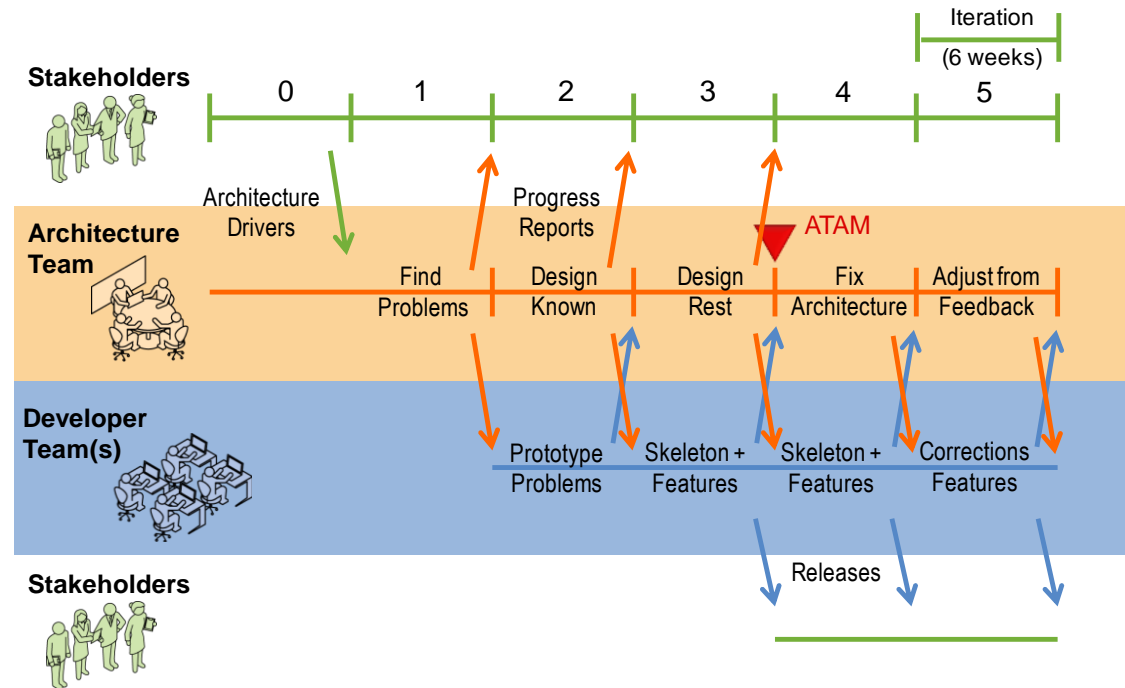 Iteration
(6 weeks)
Stakeholders
0 1 2 3 4 5
Architecture
Drivers
Progress
Reports
ATAM
Architecture
Team
Find
Problems
Design
Known
Design
Rest
Fix
Architecture
Adjust from
Feedback
Developer
Team(s)
Prototype
Problems
Skeleton +
Features
Skeleton +
Features
Corrections
Features
Releases
Stakeholders